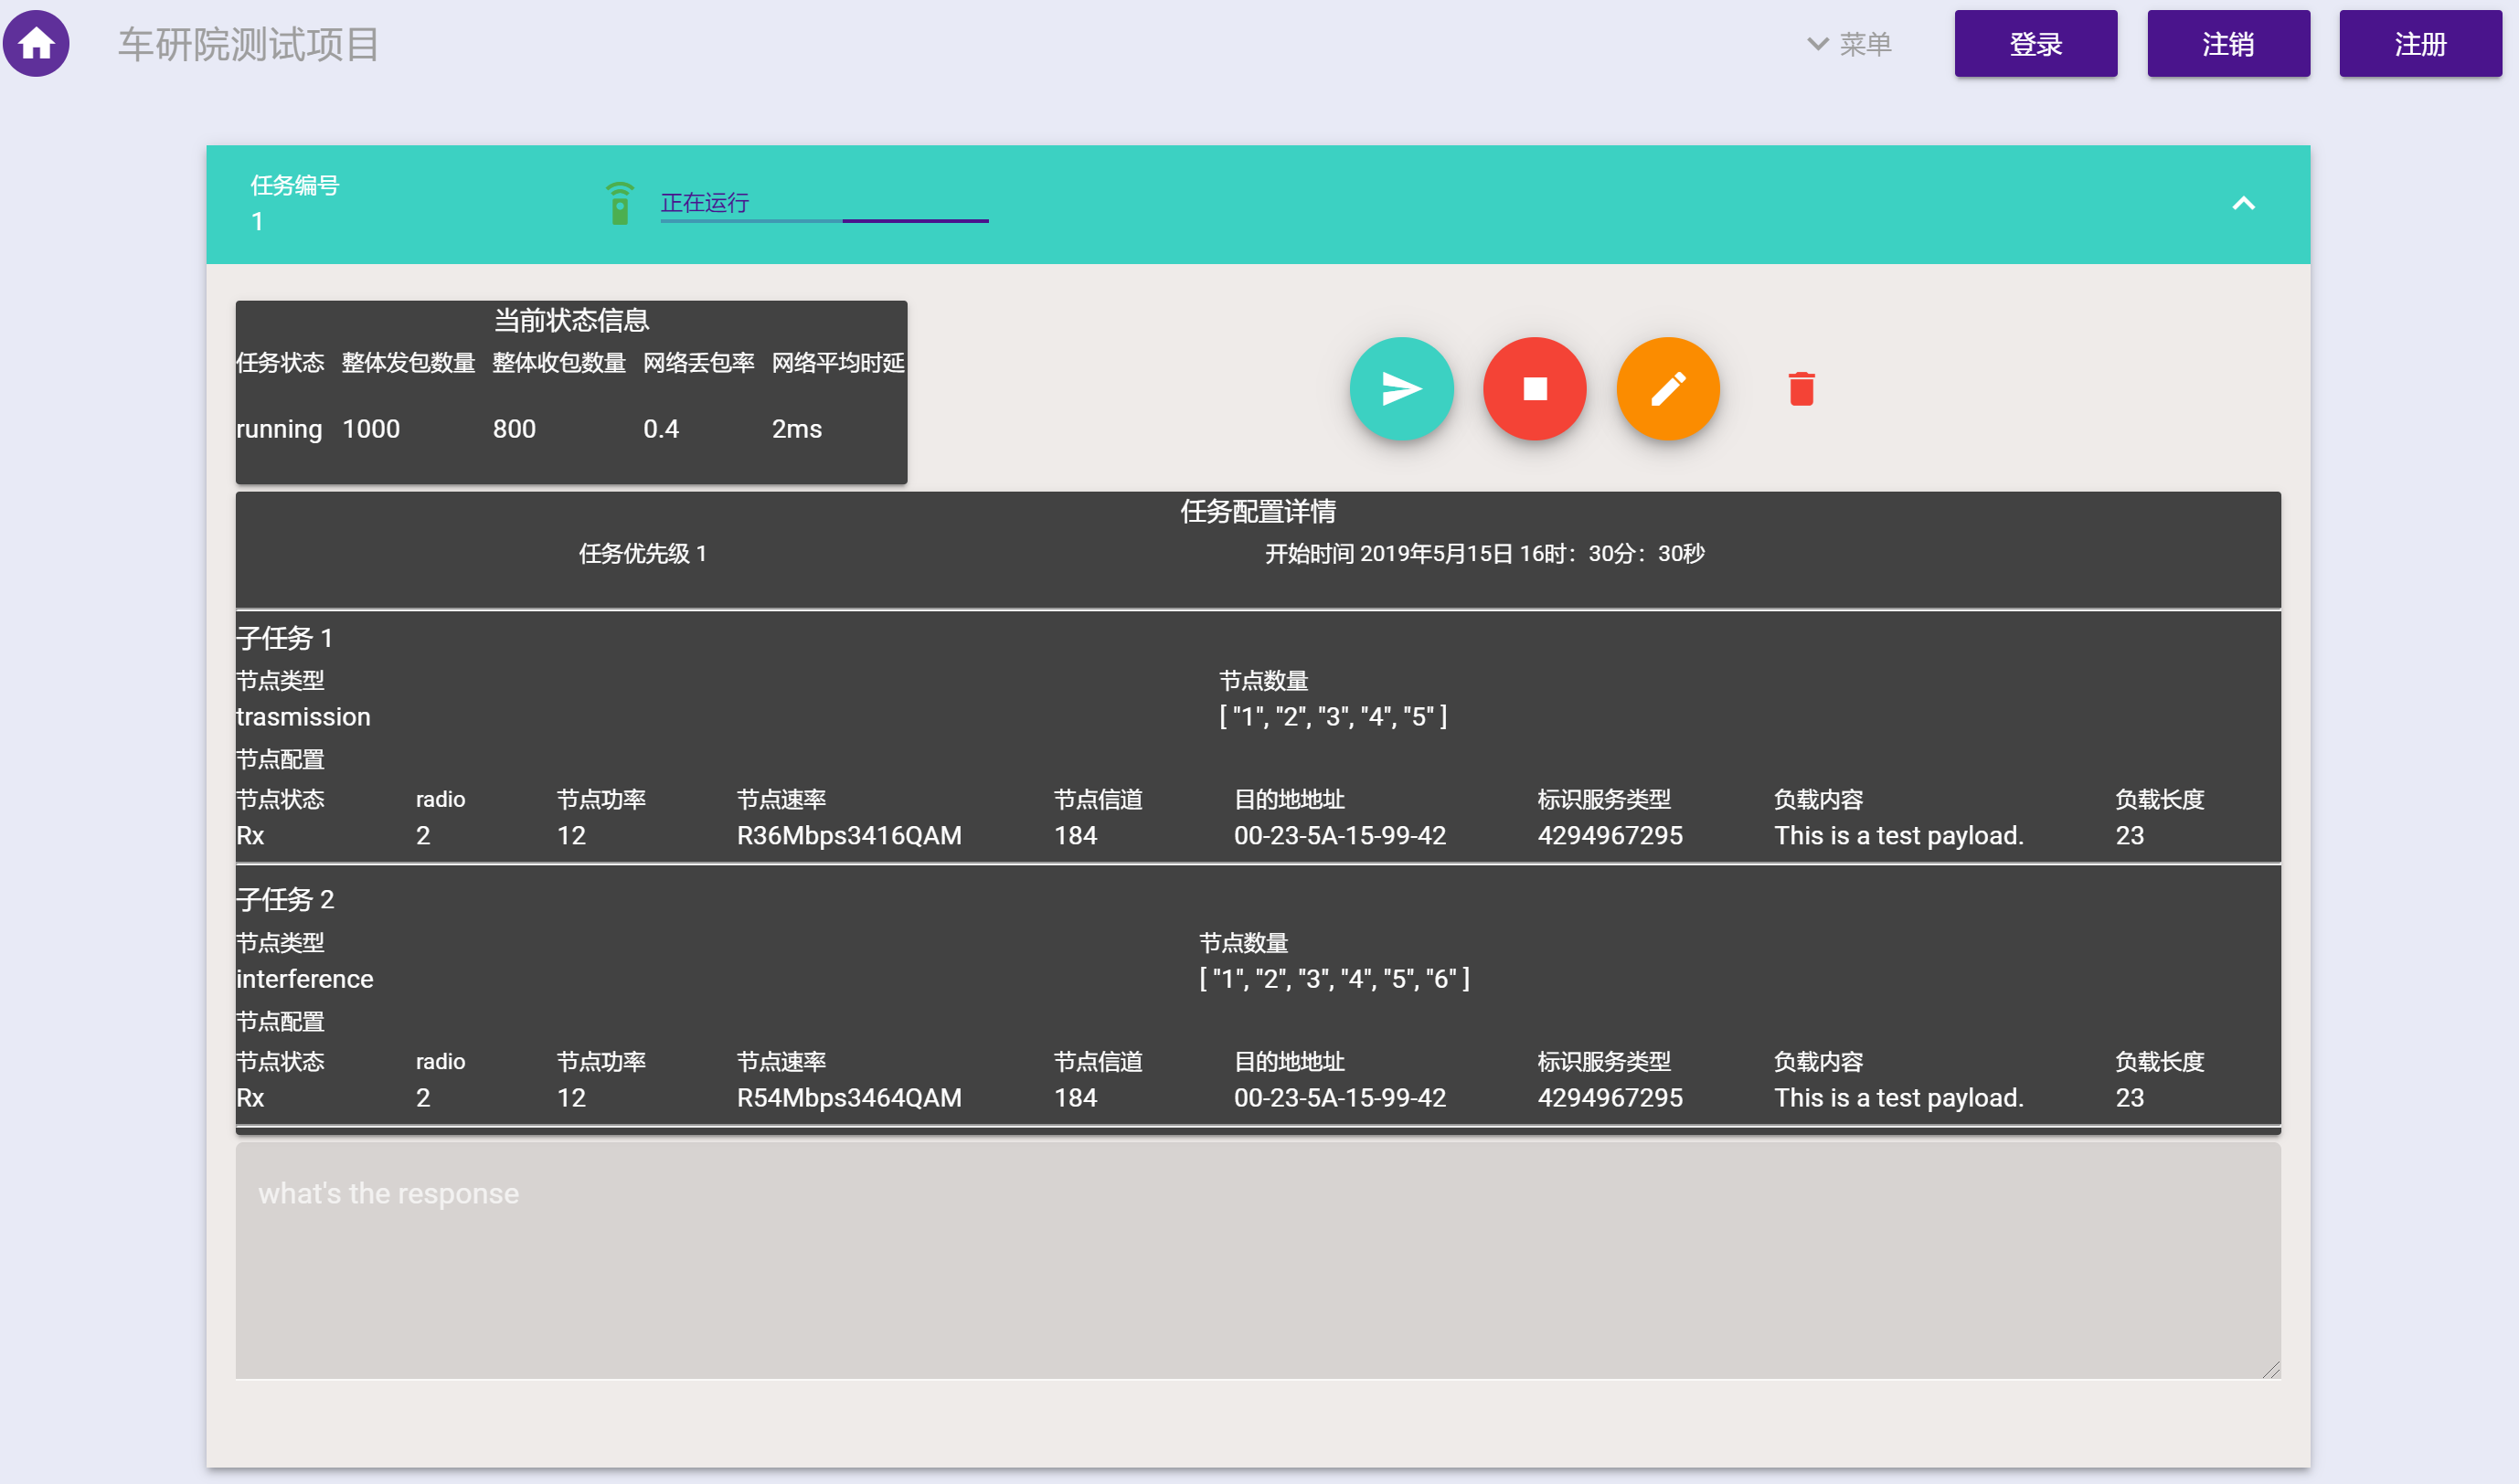 车研院测试项目
菜单
登录
注销
注册
任务编号
1
正在运行
当前状态信息
任务状态 整体发包数量 整体收包数量 网络丢包率 网络平均时延
running 1000 800 0.4 2ms
任务配置详情
任务优先级 1 开始时间 2019年5月15日 16时：30分：30秒
子任务 1
节点类型 节点数量
trasmission [ "1", "2", "3", "4", "5" ]
节点配置
节点状态 radio 节点功率 节点速率 节点信道 目的地地址 标识服务类型 负载内容 负载长度
Rx 2 12 R36Mbps3416QAM 184 00-23-5A-15-99-42 4294967295 This is a test payload. 23
子任务 2
节点类型 节点数量
interference [ "1", "2", "3", "4", "5", "6" ]
节点配置
节点状态 radio 节点功率 节点速率 节点信道 目的地地址 标识服务类型 负载内容 负载长度
Rx 2 12 R54Mbps3464QAM 184 00-23-5A-15-99-42 4294967295 This is a test payload. 23
what's the response